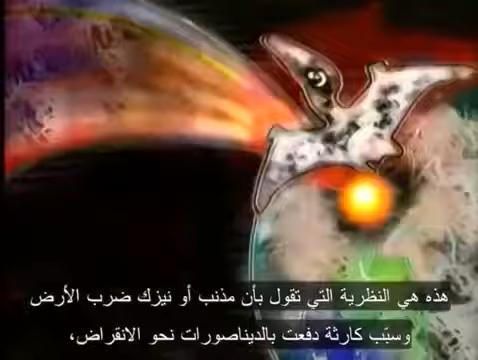 هذه هي النظرية التي تقول بأن مذنب أو نيزك ضرب الأرض
وسبّب كارثة دفعت بالديناصورات نحو الانقراض،